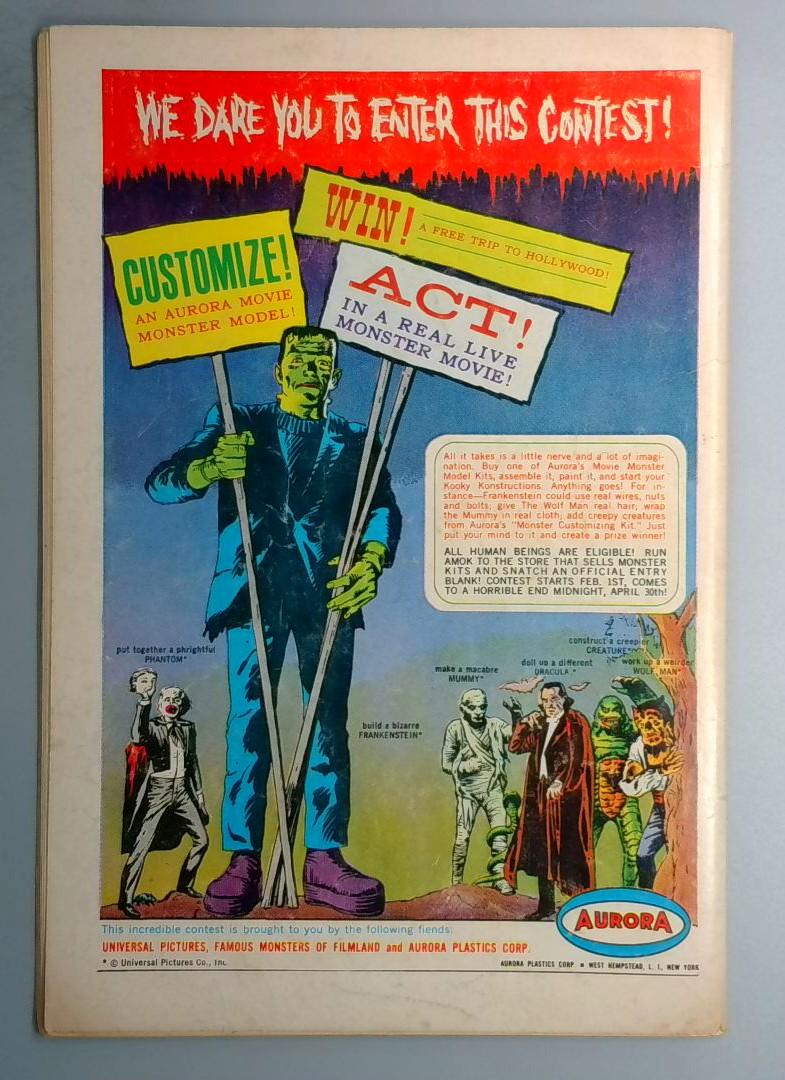 WE DARE YOU TO ENTER THIS CONTEST!
WIN! A FREE TRIP TO HOLLYWOOD!
CUSTOMIZE!
AN AURORA MOVIE
MONSTER MODEL!
ACT!
IN A REAL LIVE
MONSTER MOVIE!
All it takes is a little nerve and a lot of imagi-
nation. Buy one of Aurora's Movie Monster
Model Kits, assemble it, paint it, and start your
Kooky Konstructions. Anything goes! For in-
stance—Frankenstein could use real wires, nuts
and bolts; give The Wolf Man real hair; wrap
the Mummy in real cloth; add creepy creatures
from Aurora's "Monster Customizing Kit." Just
put your mind to it and create a prize winner!
ALL HUMAN BEINGS ARE ELIGIBLE! RUN
AMOK TO THE STORE THAT SELLS MONSTER
KITS AND SNATCH AN OFFICIAL ENTRY
BLANK! CONTEST STARTS FEB. 1ST, COMES
TO A HORRIBLE END MIDNIGHT, APRIL 30th!
put together a phrightful
PHANTOM*
build a bizarre
FRANKENSTEIN*
make a macabre
MUMMY*
doll up a different
DRACULA*
construct a creepier
CREATURE*
work up a weirder
WOLF MAN*
AURORA
This incredible contest is brought to you by the following fiends:
UNIVERSAL PICTURES, FAMOUS MONSTERS OF FILMLAND and AURORA PLASTICS CORP.
* © Universal Pictures Co., Inc.
AURORA PLASTICS CORP. • WEST HEMPSTEAD, L. I., NEW YORK